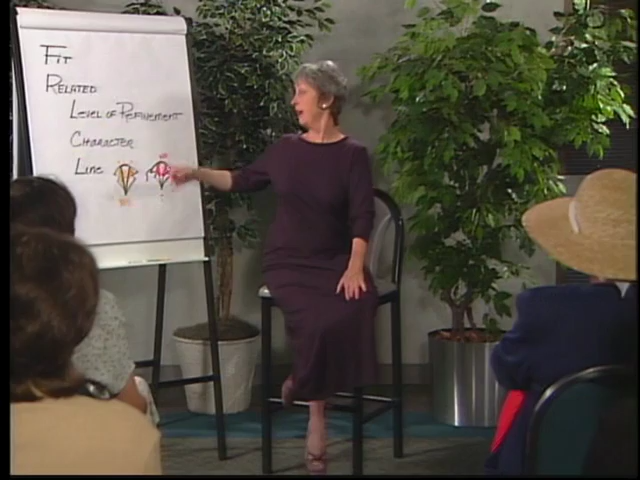 Fit
Related
Level of Refinement
Character
Line